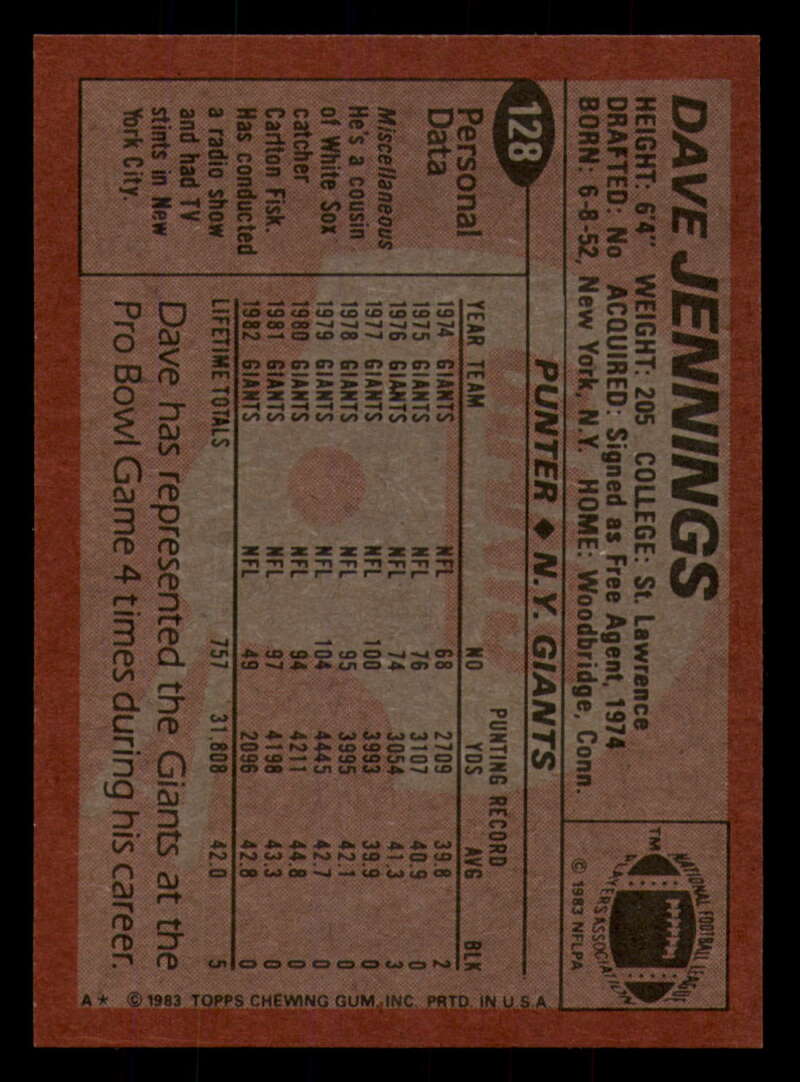 DAVE JENNINGS
HEIGHT: 6'4" WEIGHT: 205 COLLEGE: St. Lawrence
DRAFTED: No ACQUIRED: Signed as Free Agent, 1974
BORN: 6-8-52, New York, N.Y. HOME: Woodbridge, Conn.
128
PUNTER ◆ N.Y. GIANTS
TM
NATIONAL FOOTBALL LEAGUE
PLAYERS ASSOCIATION
© 1983 NFLPA
Personal
Data
Miscellaneous
He's a cousin
of White Sox
catcher
Carlton Fisk.
Has conducted
a radio show
and had TV
stints in New
York City.
PUNTING RECORD
YEAR TEAM NO YDS AVG BLK
1974 GIANTS NFL 68 2709 39.8 2
1975 GIANTS NFL 76 3107 40.9 0
1976 GIANTS NFL 74 3054 41.3 3
1977 GIANTS NFL 100 3993 39.9 0
1978 GIANTS NFL 95 3995 42.1 0
1979 GIANTS NFL 104 4445 42.7 0
1980 GIANTS NFL 94 4211 44.8 0
1981 GIANTS NFL 97 4198 43.3 0
1982 GIANTS NFL 49 2096 42.8 0
LIFETIME TOTALS 757 31,808 42.0 5
Dave has represented the Giants at the
Pro Bowl Game 4 times during his career.
A* © 1983 TOPPS CHEWING GUM, INC. PRTD. IN U.S.A.